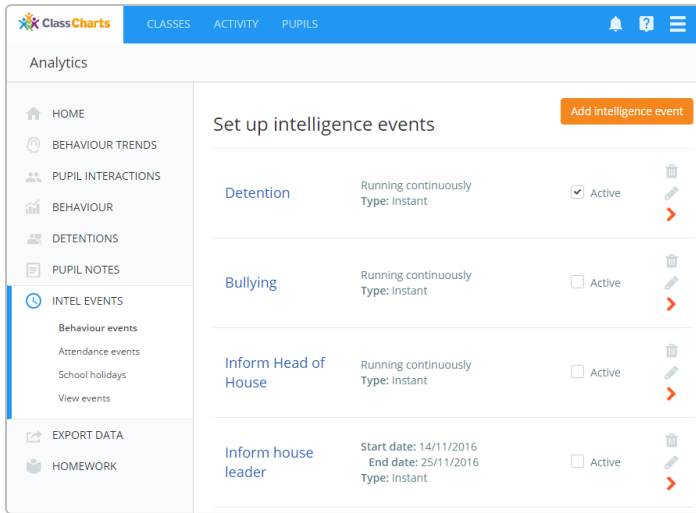 ClassCharts
CLASSES
ACTIVITY
PUPILS
?
Analytics
HOME
BEHAVIOUR TRENDS
PUPIL INTERACTIONS
BEHAVIOUR
DETENTIONS
PUPIL NOTES
INTEL EVENTS
Behaviour events
Attendance events
School holidays
View events
EXPORT DATA
HOMEWORK
Set up intelligence events
Add intelligence event
Detention
Running continuously
Type: Instant
Active
Bullying
Running continuously
Type: Instant
Active
Inform Head of
House
Running continuously
Type: Instant
Active
Inform house
leader
Start date: 14/11/2016
End date: 25/11/2016
Type: Instant
Active